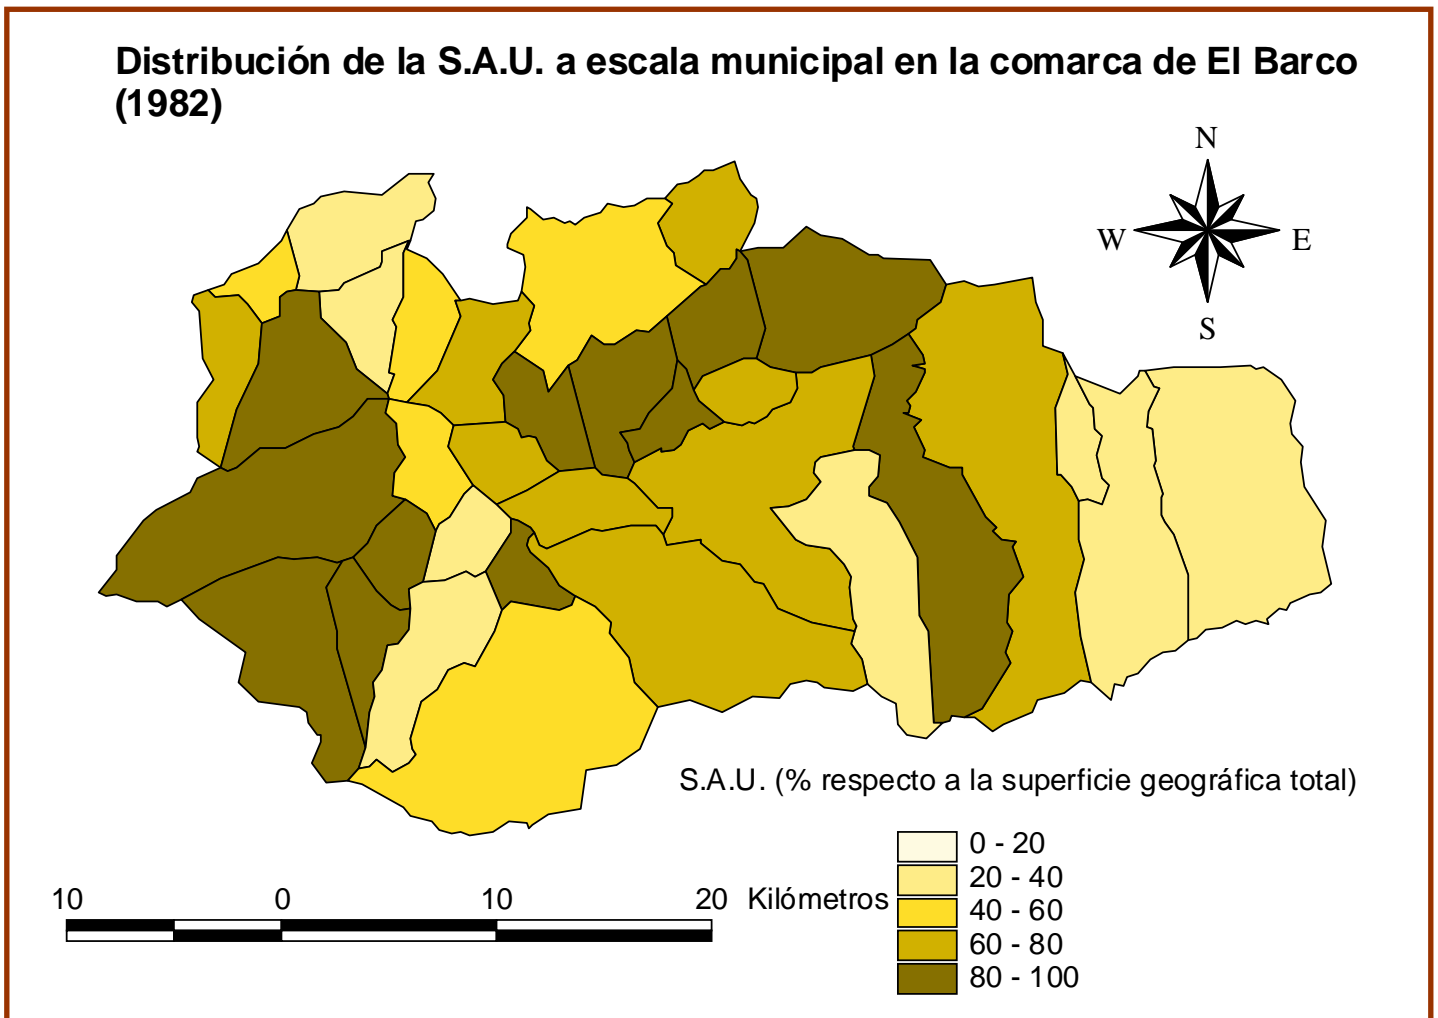 Distribución de la S.A.U. a escala municipal en la comarca de El Barco
(1982)
N
W
E
S
S.A.U. (% respecto a la superficie geográfica total)
0 - 20
20 - 40
40 - 60
60 - 80
80 - 100
10 0 10 20 Kilómetros